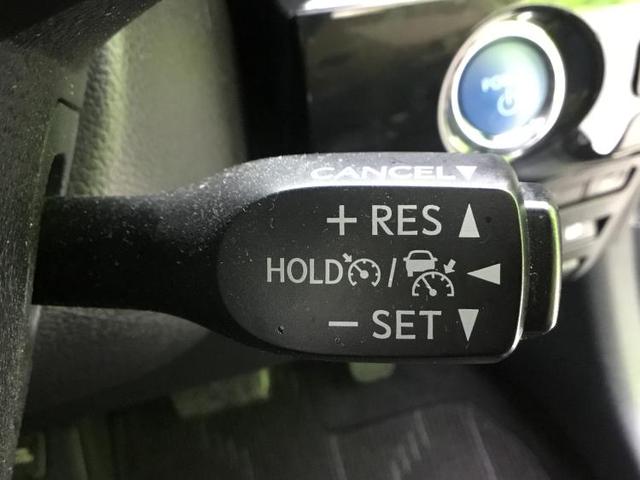 CANCEL▼
+ RES ▲
HOLD / ◀
− SET ▼